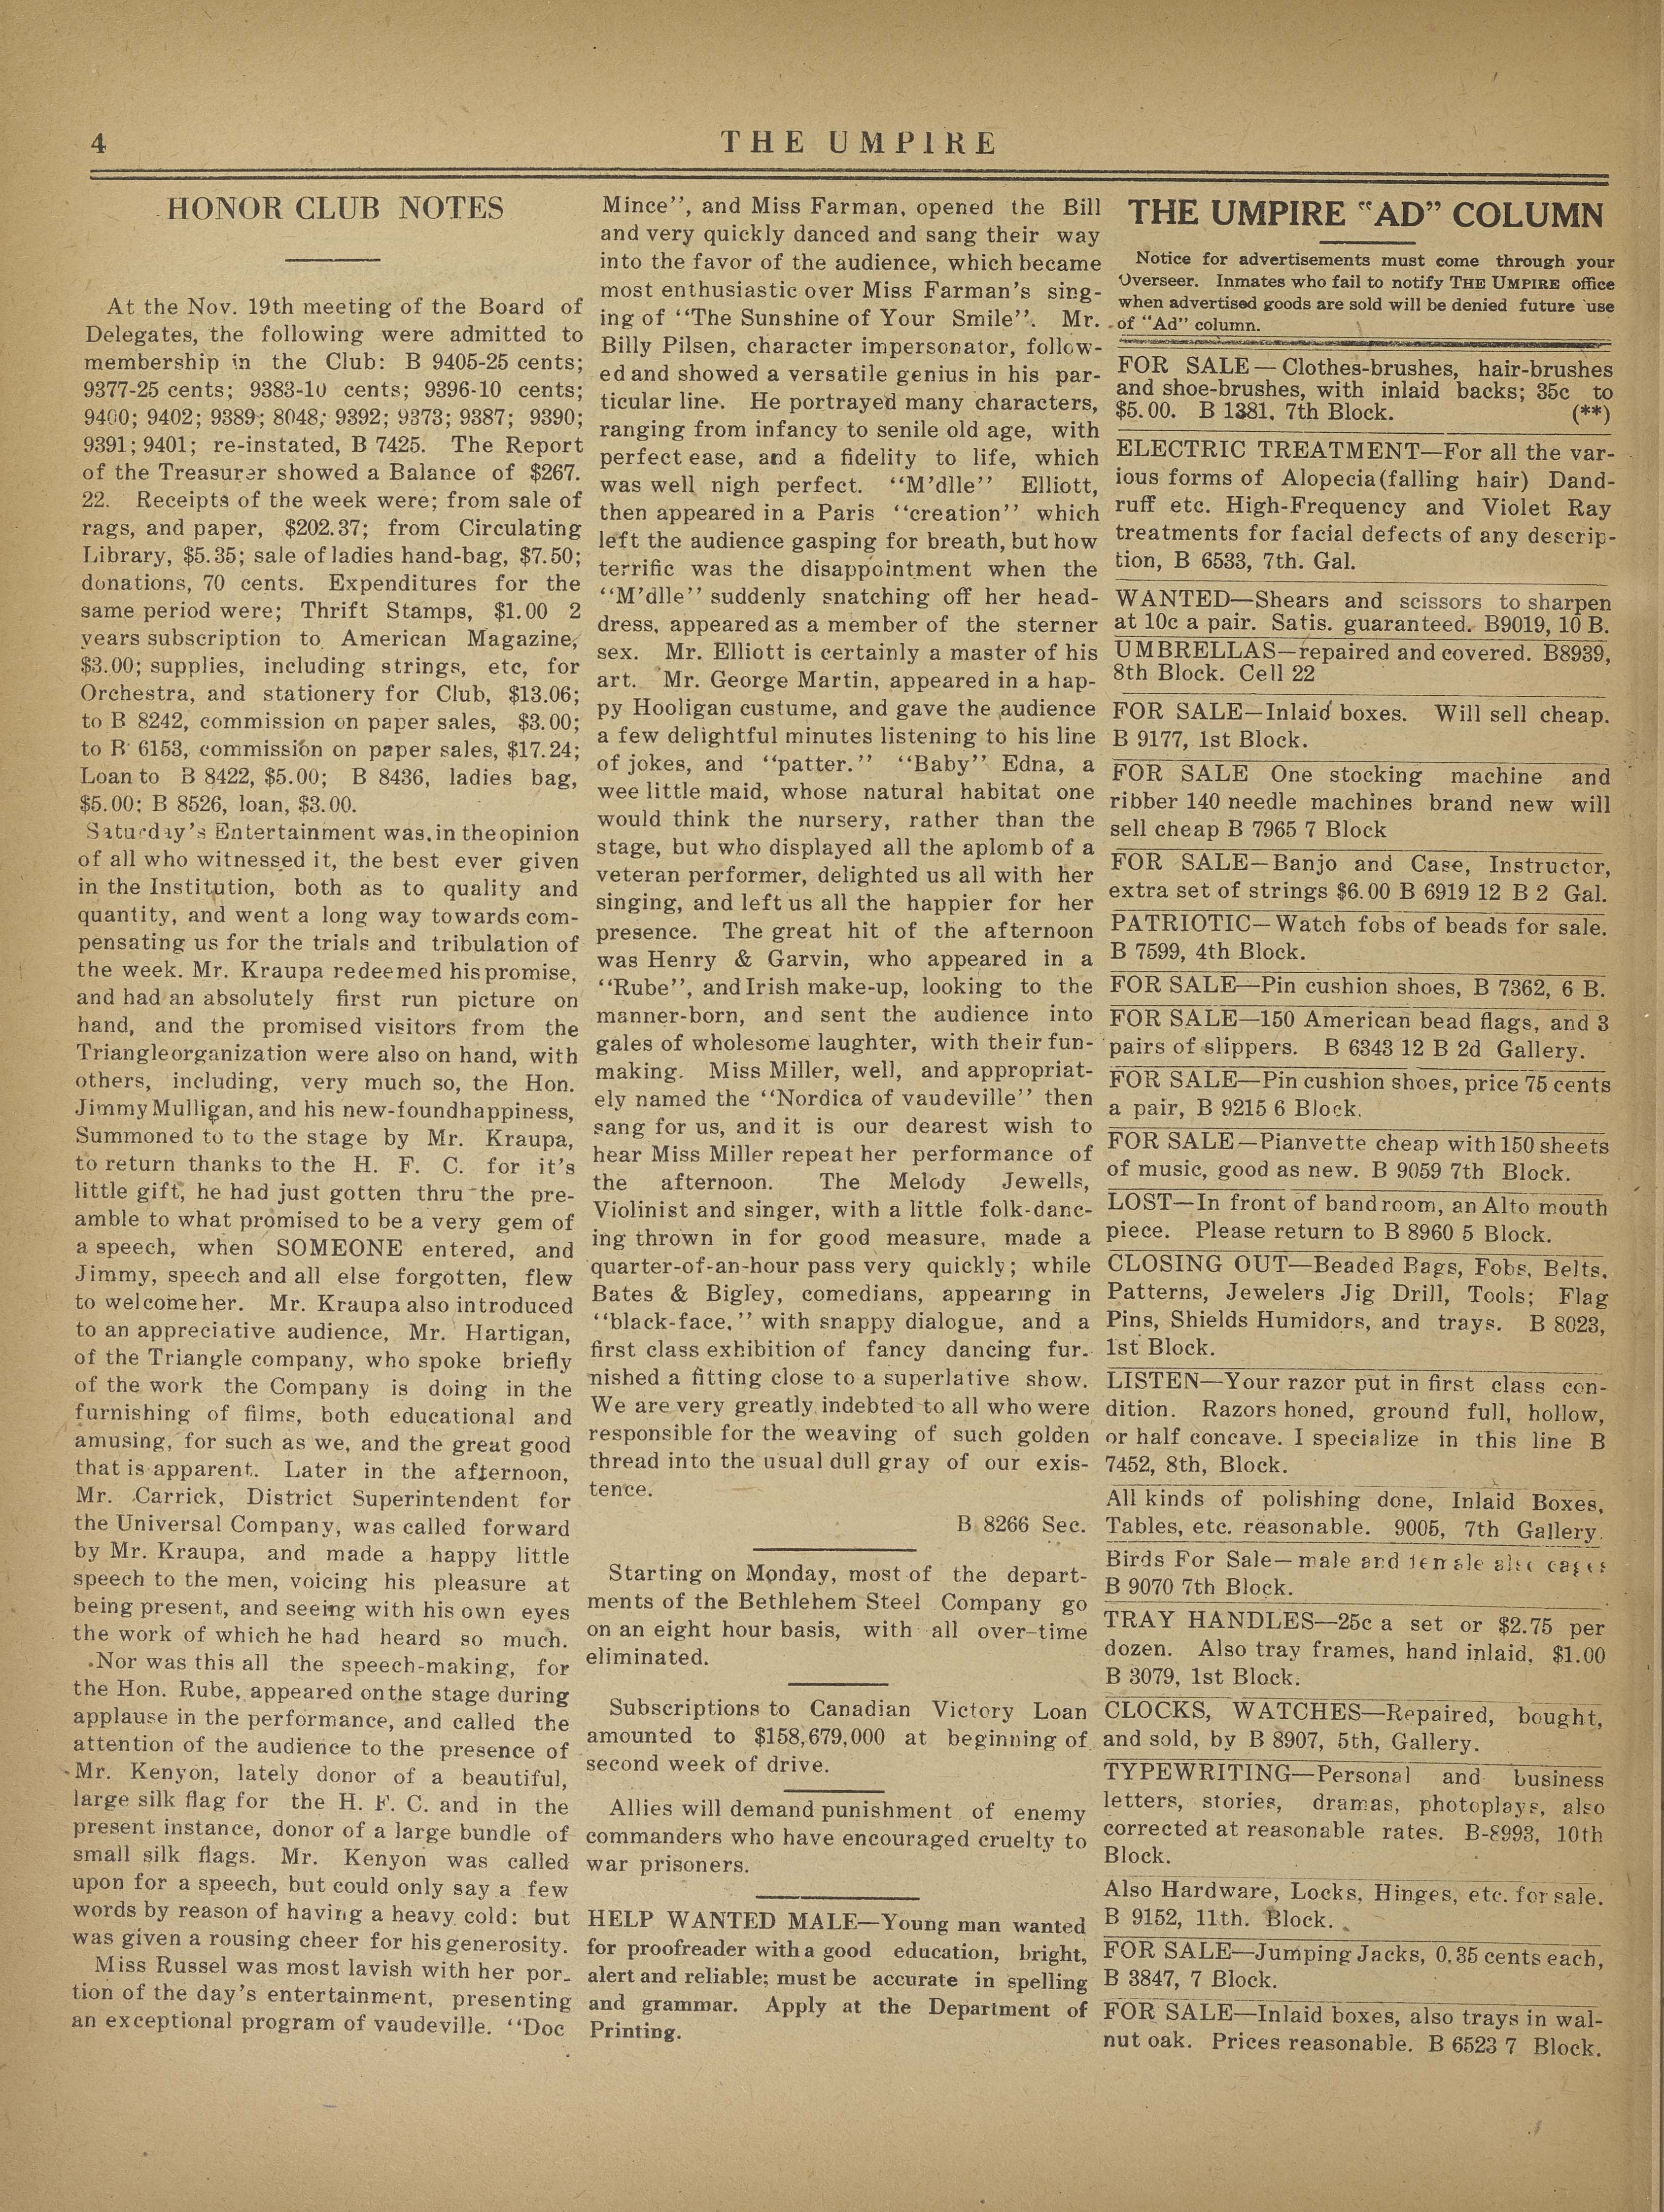 4
THE UMPIRE
HONOR CLUB NOTES
At the Nov. 19th meeting of the Board of
Delegates, the following were admitted to
membership in the Club: B 9405-25 cents;
9377-25 cents; 9383-10 cents; 9396-10 cents;
9400; 9402; 9389; 8048; 9392; 9373; 9387; 9390;
9391; 9401; re-instated, B 7425. The Report
of the Treasurer showed a Balance of $267.
22. Receipts of the week were; from sale of
rags, and paper, $202.37; from Circulating
Library, $5.35; sale of ladies hand-bag, $7.50;
donations, 70 cents. Expenditures for the
same period were; Thrift Stamps, $1.00 2
years subscription to American Magazine,
$3.00; supplies, including strings, etc, for
Orchestra, and stationery for Club, $13.06;
to B 8242, commission on paper sales, $3.00;
to B 6153, commission on paper sales, $17.24;
Loan to B 8422, $5.00; B 8436, ladies bag,
$5.00: B 8526, loan, $3.00.
Saturday's Entertainment was, in the opinion
of all who witnessed it, the best ever given
in the Institution, both as to quality and
quantity, and went a long way towards com-
pensating us for the trials and tribulation of
the week. Mr. Kraupa redeemed his promise,
and had an absolutely first run picture on
hand, and the promised visitors from the
Triangle organization were also on hand, with
others, including, very much so, the Hon.
Jimmy Mulligan, and his new-found happiness,
Summoned to to the stage by Mr. Kraupa,
to return thanks to the H. F. C. for it's
little gift, he had just gotten thru the pre-
amble to what promised to be a very gem of
a speech, when SOMEONE entered, and
Jimmy, speech and all else forgotten, flew
to welcome her. Mr. Kraupa also introduced
to an appreciative audience, Mr. Hartigan,
of the Triangle company, who spoke briefly
of the work the Company is doing in the
furnishing of films, both educational and
amusing, for such as we, and the great good
that is apparent. Later in the afternoon,
Mr. Carrick, District Superintendent for
the Universal Company, was called forward
by Mr. Kraupa, and made a happy little
speech to the men, voicing his pleasure at
being present, and seeing with his own eyes
the work of which he had heard so much.
Nor was this all the speech-making, for
the Hon. Rube, appeared on the stage during
applause in the performance, and called the
attention of the audience to the presence of
Mr. Kenyon, lately donor of a beautiful,
large silk flag for the H. F. C. and in the
present instance, donor of a large bundle of
small silk flags. Mr. Kenyon was called
upon for a speech, but could only say a few
words by reason of having a heavy cold: but
was given a rousing cheer for his generosity.
Miss Russel was most lavish with her por-
tion of the day's entertainment, presenting
an exceptional program of vaudeville. "Doc
Mince", and Miss Farman, opened the Bill
and very quickly danced and sang their way
into the favor of the audience, which became
most enthusiastic over Miss Farman's sing-
ing of "The Sunshine of Your Smile". Mr.
Billy Pilsen, character impersonator, follow-
ed and showed a versatile genius in his par-
ticular line. He portrayed many characters,
ranging from infancy to senile old age, with
perfect ease, and a fidelity to life, which
was well nigh perfect. "M'dlle" Elliott,
then appeared in a Paris "creation" which
left the audience gasping for breath, but how
terrific was the disappointment when the
"M'dlle" suddenly snatching off her head-
dress, appeared as a member of the sterner
sex. Mr. Elliott is certainly a master of his
art. Mr. George Martin, appeared in a hap-
py Hooligan custume, and gave the audience
a few delightful minutes listening to his line
of jokes, and "patter." "Baby" Edna, a
wee little maid, whose natural habitat one
would think the nursery, rather than the
stage, but who displayed all the aplomb of a
veteran performer, delighted us all with her
singing, and left us all the happier for her
presence. The great hit of the afternoon
was Henry & Garvin, who appeared in a
"Rube", and Irish make-up, looking to the
manner-born, and sent the audience into
gales of wholesome laughter, with their fun-
making. Miss Miller, well, and appropriat-
ely named the "Nordica of vaudeville" then
sang for us, and it is our dearest wish to
hear Miss Miller repeat her performance of
the afternoon. The Melody Jewells,
Violinist and singer, with a little folk-danc-
ing thrown in for good measure, made a
quarter-of-an-hour pass very quickly; while
Bates & Bigley, comedians, appearing in
"black-face," with snappy dialogue, and a
first class exhibition of fancy dancing fur-
nished a fitting close to a superlative show.
We are very greatly indebted to all who were
responsible for the weaving of such golden
thread into the usual dull gray of our exis-
tence.
B 8266 Sec.
Starting on Monday, most of the depart-
ments of the Bethlehem Steel Company go
on an eight hour basis, with all over-time
eliminated.
Subscriptions to Canadian Victory Loan
amounted to $158,679,000 at beginning of
second week of drive.
Allies will demand punishment of enemy
commanders who have encouraged cruelty to
war prisoners.
HELP WANTED MALE—Young man wanted
for proofreader with a good education, bright,
alert and reliable; must be accurate in spelling
and grammar. Apply at the Department of
Printing.
THE UMPIRE "AD" COLUMN
Notice for advertisements must come through your
Overseer. Inmates who fail to notify THE UMPIRE office
when advertised goods are sold will be denied future use
of "Ad" column.
FOR SALE—Clothes-brushes, hair-brushes
and shoe-brushes, with inlaid backs; 35c to
$5.00. B 1381, 7th Block. (**)
ELECTRIC TREATMENT—For all the var-
ious forms of Alopecia (falling hair) Dand-
ruff etc. High-Frequency and Violet Ray
treatments for facial defects of any descrip-
tion, B 6533, 7th. Gal.
WANTED—Shears and scissors to sharpen
at 10c a pair. Satis. guaranteed. B9019, 10 B.
UMBRELLAS—repaired and covered. B8939,
8th Block. Cell 22
FOR SALE—Inlaid boxes. Will sell cheap.
B 9177, 1st Block.
FOR SALE One stocking machine and
ribber 140 needle machines brand new will
sell cheap B 7965 7 Block
FOR SALE—Banjo and Case, Instructor,
extra set of strings $6.00 B 6919 12 B 2 Gal.
PATRIOTIC—Watch fobs of beads for sale.
B 7599, 4th Block.
FOR SALE—Pin cushion shoes, B 7362, 6 B.
FOR SALE—150 American bead flags, and 3
pairs of slippers. B 6343 12 B 2d Gallery.
FOR SALE—Pin cushion shoes, price 75 cents
a pair, B 9215 6 Block.
FOR SALE—Pianvette cheap with 150 sheets
of music, good as new. B 9059 7th Block.
LOST—In front of bandroom, an Alto mouth
piece. Please return to B 8960 5 Block.
CLOSING OUT—Beaded Bags, Fobs, Belts,
Patterns, Jewelers Jig Drill, Tools; Flag
Pins, Shields Humidors, and trays. B 8023,
1st Block.
LISTEN—Your razor put in first class con-
dition. Razors honed, ground full, hollow,
or half concave. I specialize in this line B
7452, 8th, Block.
All kinds of polishing done, Inlaid Boxes,
Tables, etc. reasonable. 9005, 7th Gallery.
Birds For Sale—male and female also cages
B 9070 7th Block.
TRAY HANDLES—25c a set or $2.75 per
dozen. Also tray frames, hand inlaid, $1.00
B 3079, 1st Block.
CLOCKS, WATCHES—Repaired, bought,
and sold, by B 8907, 5th, Gallery.
TYPEWRITING—Personal and business
letters, stories, dramas, photoplays, also
corrected at reasonable rates. B-8993, 10th
Block.
Also Hardware, Locks, Hinges, etc. for sale.
B 9152, 11th. Block.
FOR SALE—Jumping Jacks, 0.35 cents each,
B 3847, 7 Block.
FOR SALE—Inlaid boxes, also trays in wal-
nut oak. Prices reasonable. B 6523 7 Block.